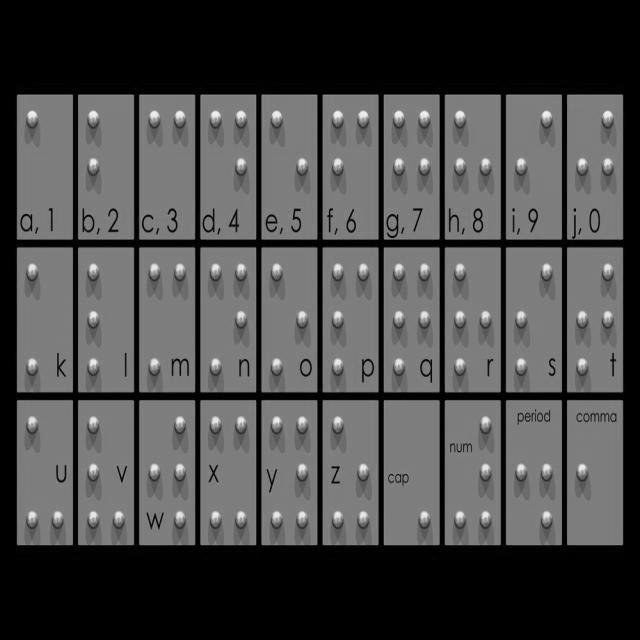 a, 1 b, 2 c, 3 d, 4 e, 5 f, 6 g, 7 h, 8 i, 9 j, 0
k l m n o p q r s t
u v w x y z cap num period comma